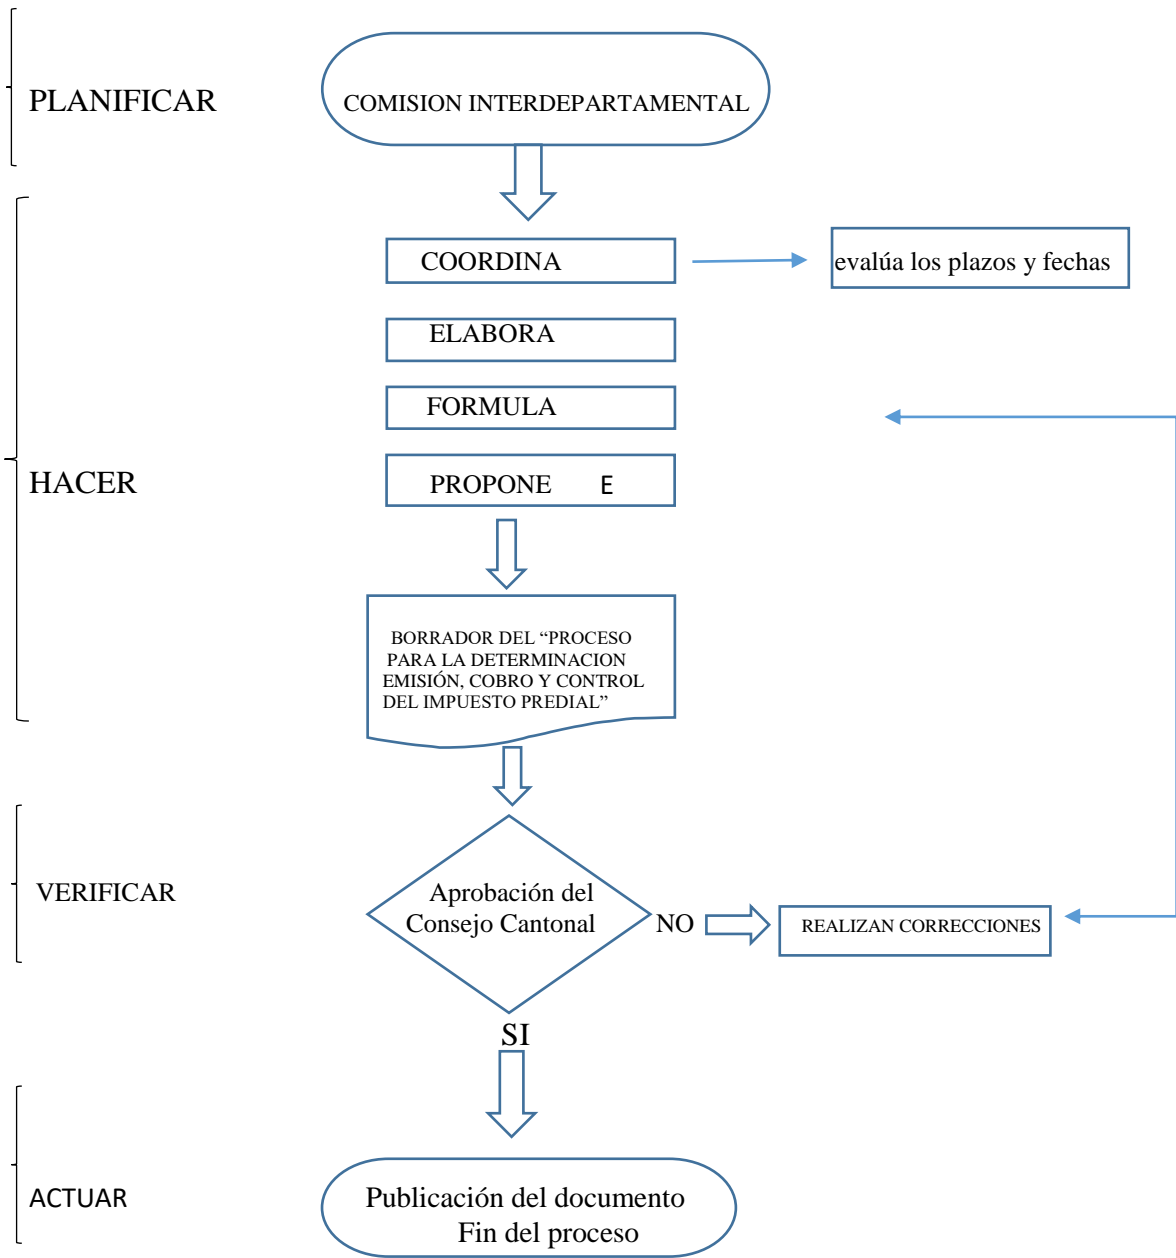 PLANIFICAR
COMISION INTERDEPARTAMENTAL
COORDINA
evalúa los plazos y fechas
ELABORA
FORMULA
HACER
PROPONE E
BORRADOR DEL “PROCESO
PARA LA DETERMINACION
EMISIÓN, COBRO Y CONTROL
DEL IMPUESTO PREDIAL”
VERIFICAR
Aprobación del
Consejo Cantonal
NO
REALIZAN CORRECCIONES
SI
ACTUAR
Publicación del documento
Fin del proceso